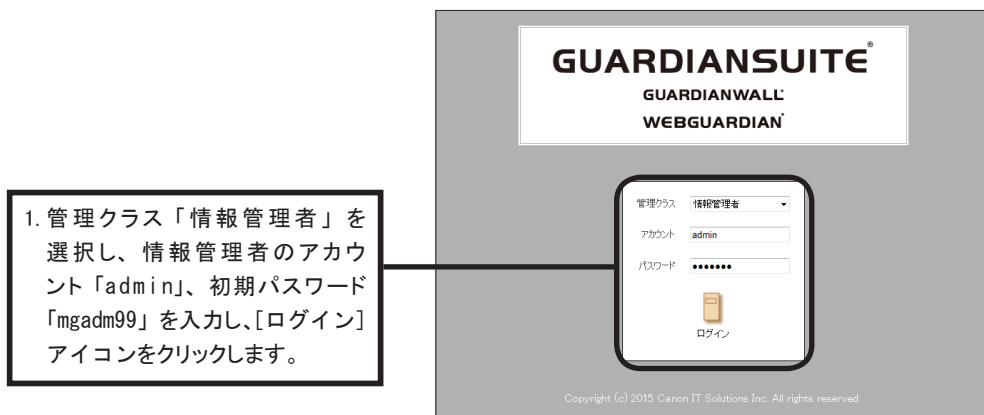 GUARDIANSUITE®
GUARDIANWALL
WEBGUARDIAN
1. 管理クラス「情報管理者」を
選択し、情報管理者のアカウ
ント「admin」、初期パスワード
「mgadm99」を入力し、[ログイン]
アイコンをクリックします。
管理クラス 情報管理者
アカウント admin
パスワード ●●●●●●●
ログイン
Copyright (c) 2015 Canon IT Solutions Inc. All rights reserved.